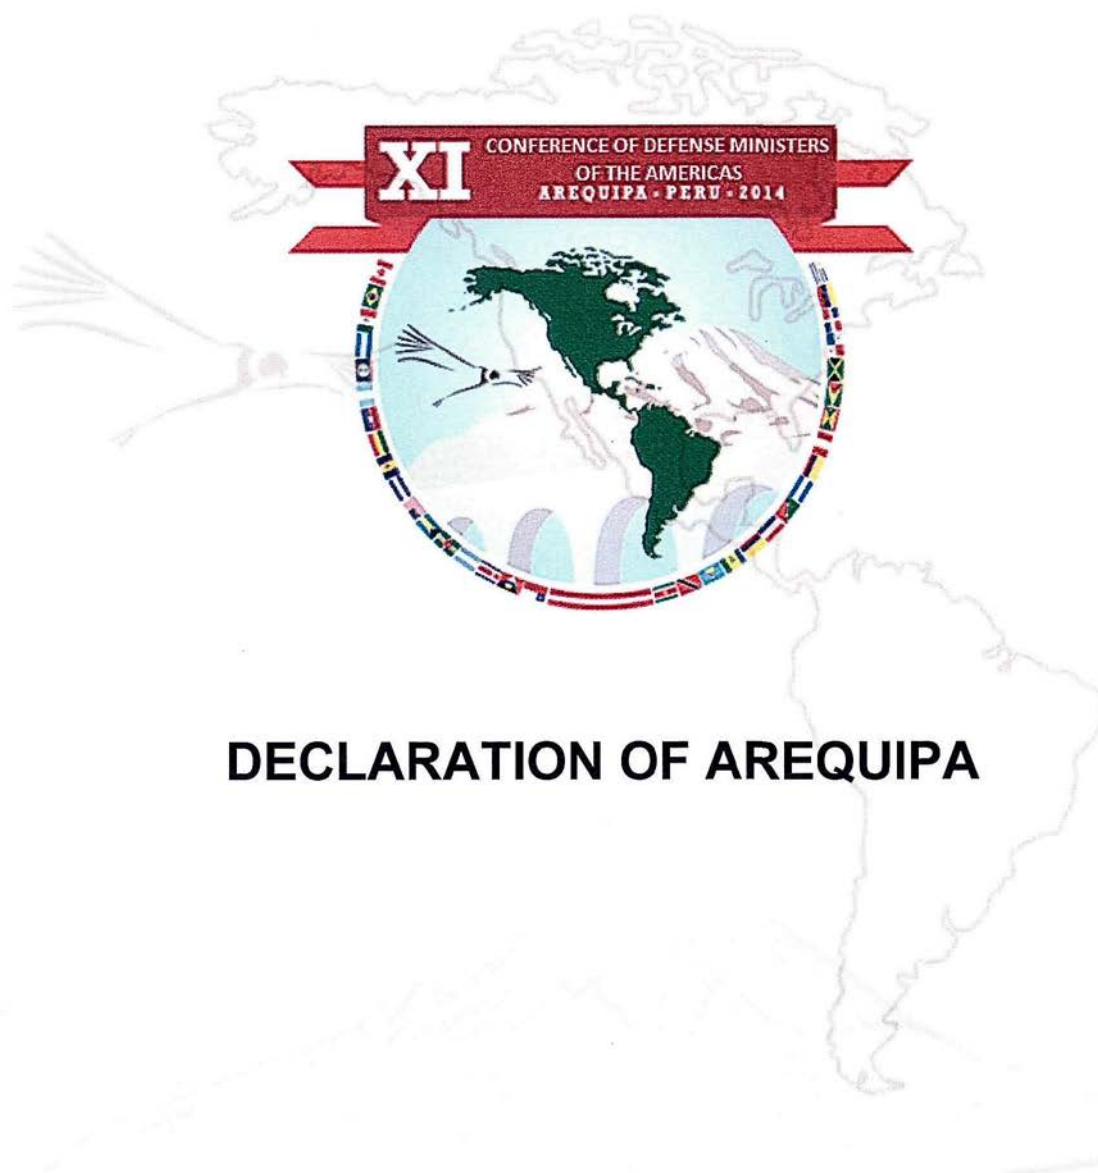 XI
CONFERENCE OF DEFENSE MINISTERS
OF THE AMERICAS
AREQUIPA - PERU - 2014
DECLARATION OF AREQUIPA